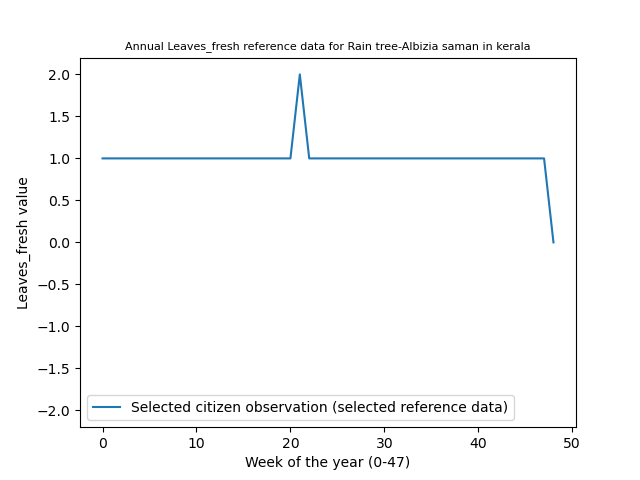 Annual Leaves_fresh reference data for Rain tree-Albizia saman in kerala
2.0
1.5
1.0
0.5
0.0
−0.5
−1.0
−1.5
−2.0
Leaves_fresh value
Selected citizen observation (selected reference data)
0 10 20 30 40 50
Week of the year (0-47)